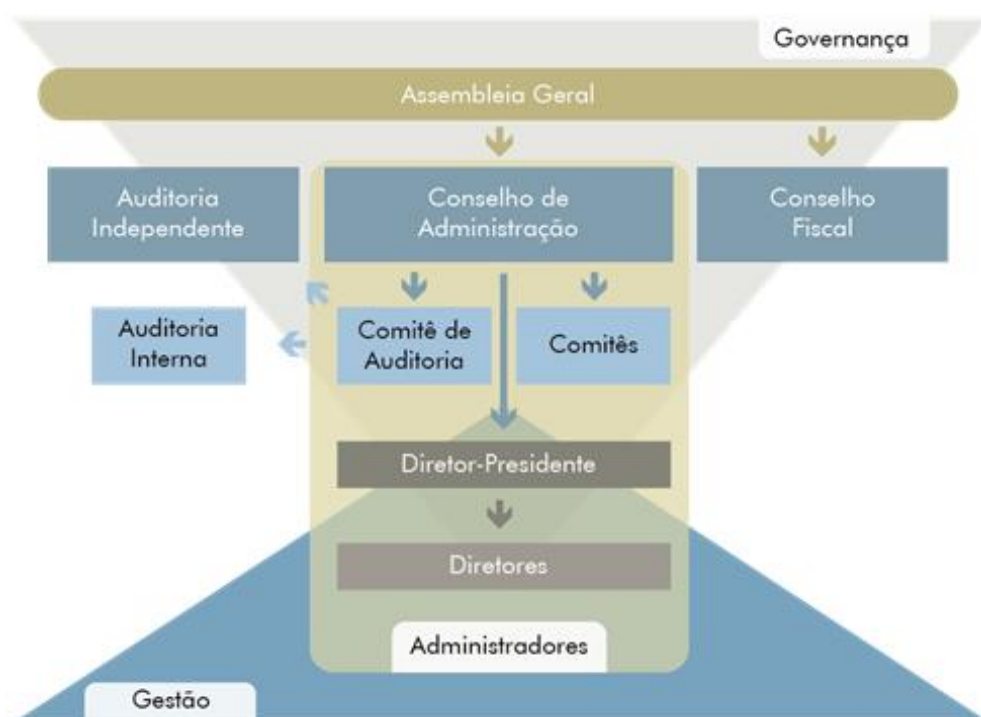 Governança
Assembleia Geral
Auditoria
Independente
Conselho de
Administração
Conselho
Fiscal
Auditoria
Interna
Comitê de
Auditoria
Comitês
Diretor-Presidente
Diretores
Administradores
Gestão